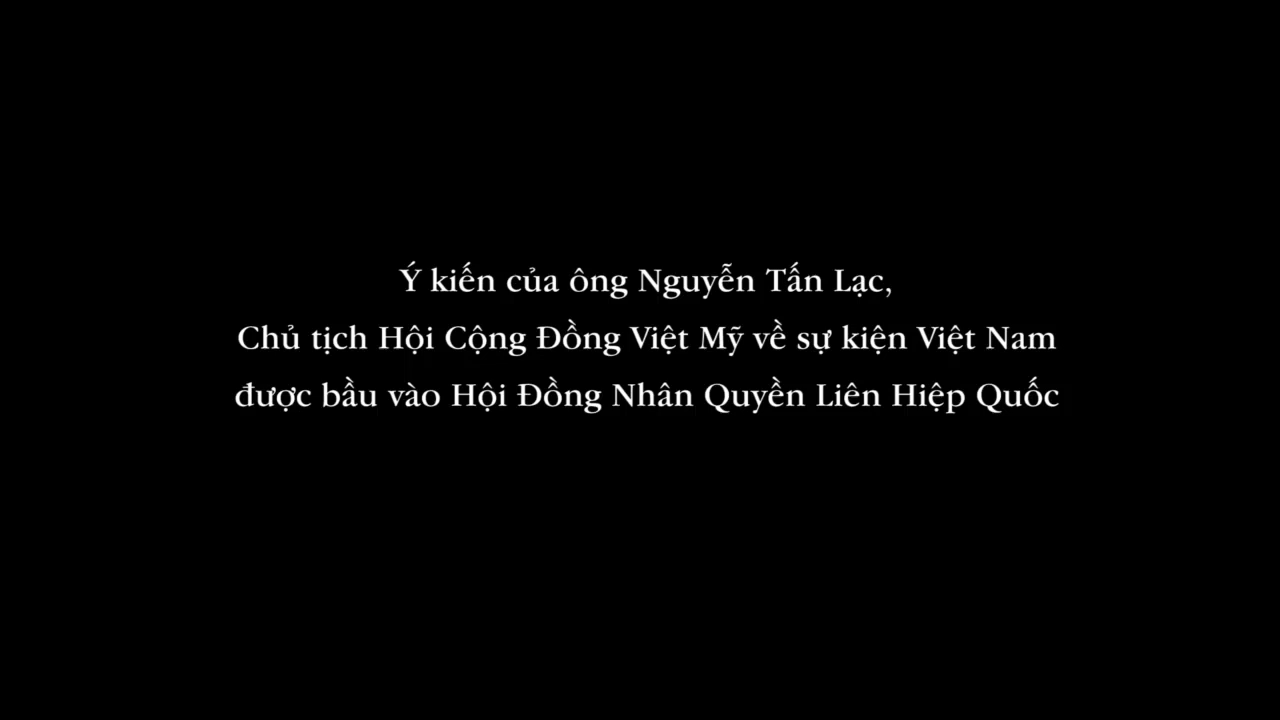 Ý kiến của ông Nguyễn Tấn Lạc,
Chủ tịch Hội Cộng Đồng Việt Mỹ về sự kiện Việt Nam
được bầu vào Hội Đồng Nhân Quyền Liên Hiệp Quốc